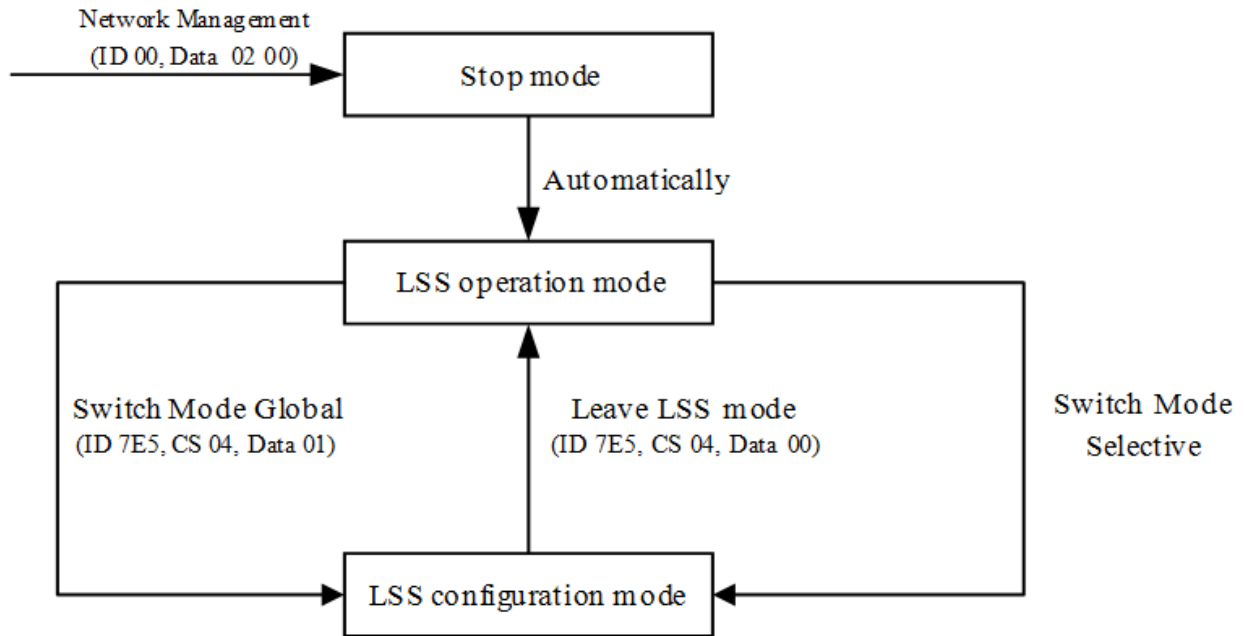 Network Management
(ID 00, Data 02 00)
Stop mode
Automatically
LSS operation mode
Switch Mode Global
(ID 7E5, CS 04, Data 01)
Leave LSS mode
(ID 7E5, CS 04, Data 00)
Switch Mode
Selective
LSS configuration mode